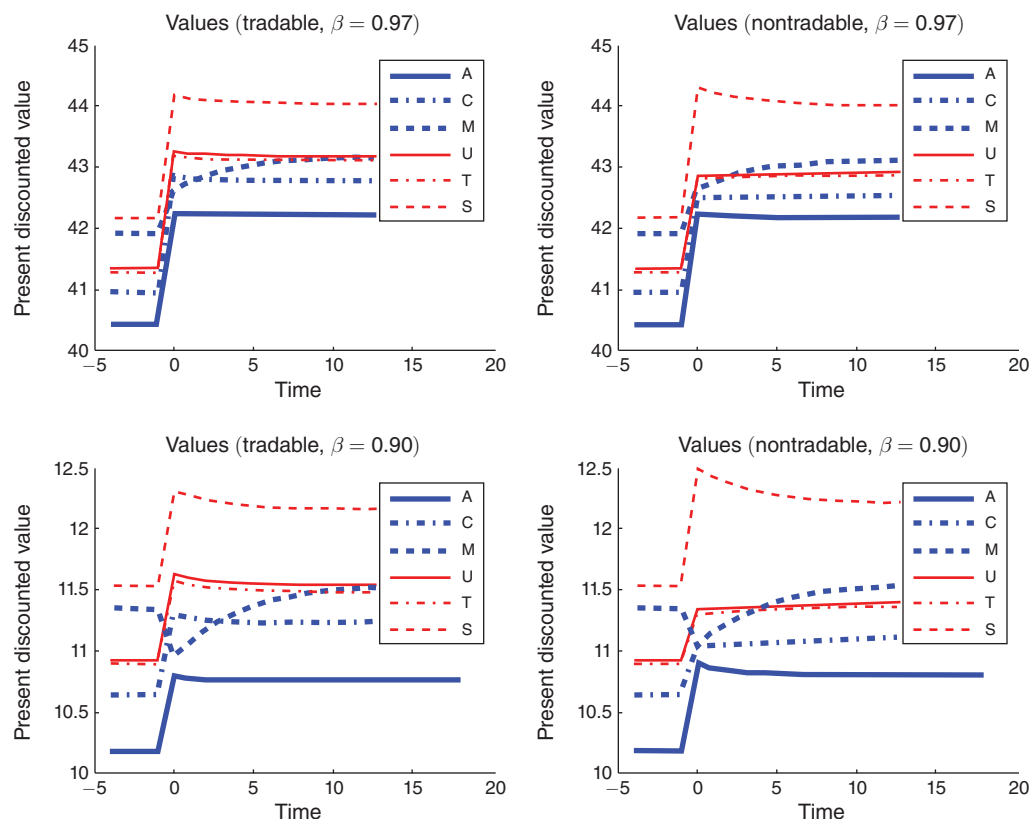 Values (tradable, β = 0.97)
Present discounted value
45
44
43
42
41
40
−5
0
5
10
15
20
Time
A
C
M
U
T
S
Values (nontradable, β = 0.97)
Present discounted value
45
44
43
42
41
40
−5
0
5
10
15
20
Time
A
C
M
U
T
S
Values (tradable, β = 0.90)
Present discounted value
12.5
12
11.5
11
10.5
10
−5
0
5
10
15
20
Time
A
C
M
U
T
S
Values (nontradable, β = 0.90)
Present discounted value
12.5
12
11.5
11
10.5
10
−5
0
5
10
15
20
Time
A
C
M
U
T
S